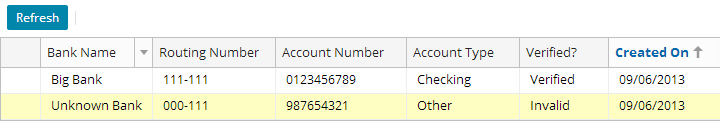 Refresh
Bank Name Routing Number Account Number Account Type Verified? Created On
Big Bank 111-111 0123456789 Checking Verified 09/06/2013
Unknown Bank 000-111 987654321 Other Invalid 09/06/2013